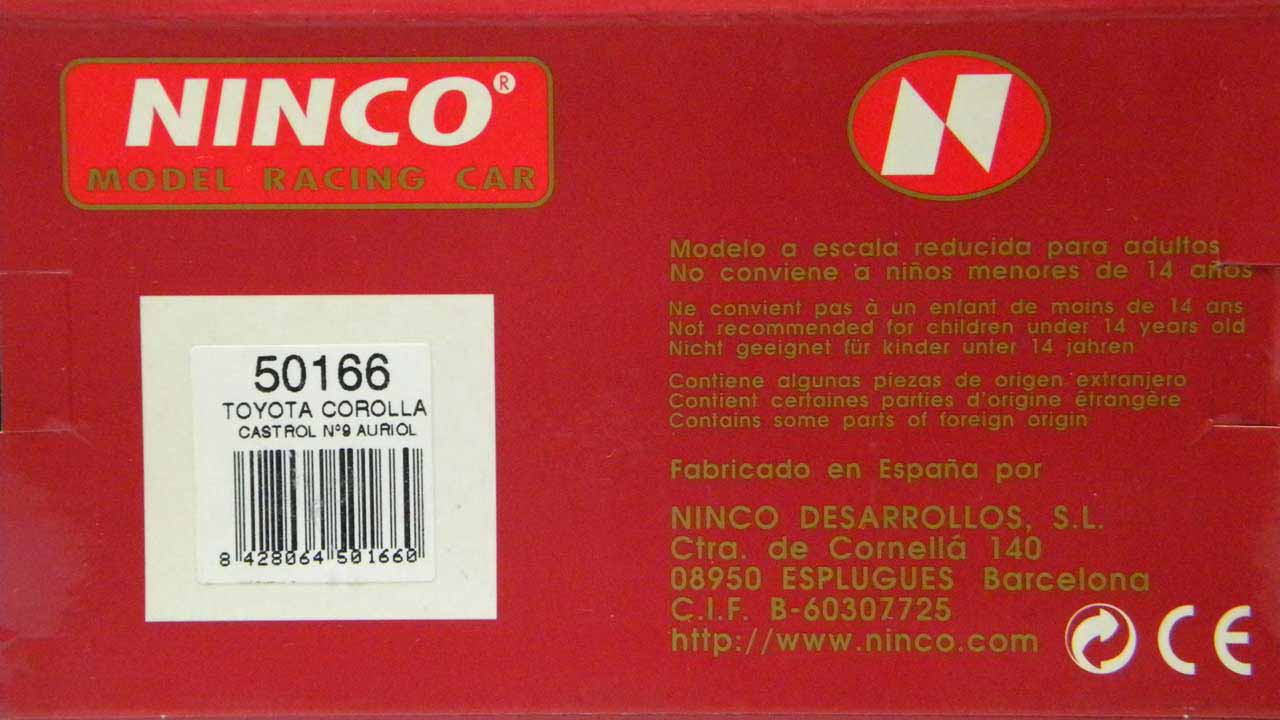 NINCO®
MODEL RACING CAR
N
50166
TOYOTA COROLLA
CASTROL Nº9 AURIOL
8 428064 501660
Modelo a escala reducida para adultos
No conviene a niños menores de 14 años
Ne convient pas à un enfant de moins de 14 ans
Not recommended for children under 14 years old
Nicht geeignet für kinder unter 14 jahren
Contiene algunas piezas de origen extranjero
Contient certaines parties d'origine étrangère
Contains some parts of foreign origin
Fabricado en España por
NINCO DESARROLLOS, S.L.
Ctra. de Cornellá 140
08950 ESPLUGUES Barcelona
C.I.F. B-60307725
http://www.ninco.com
CE